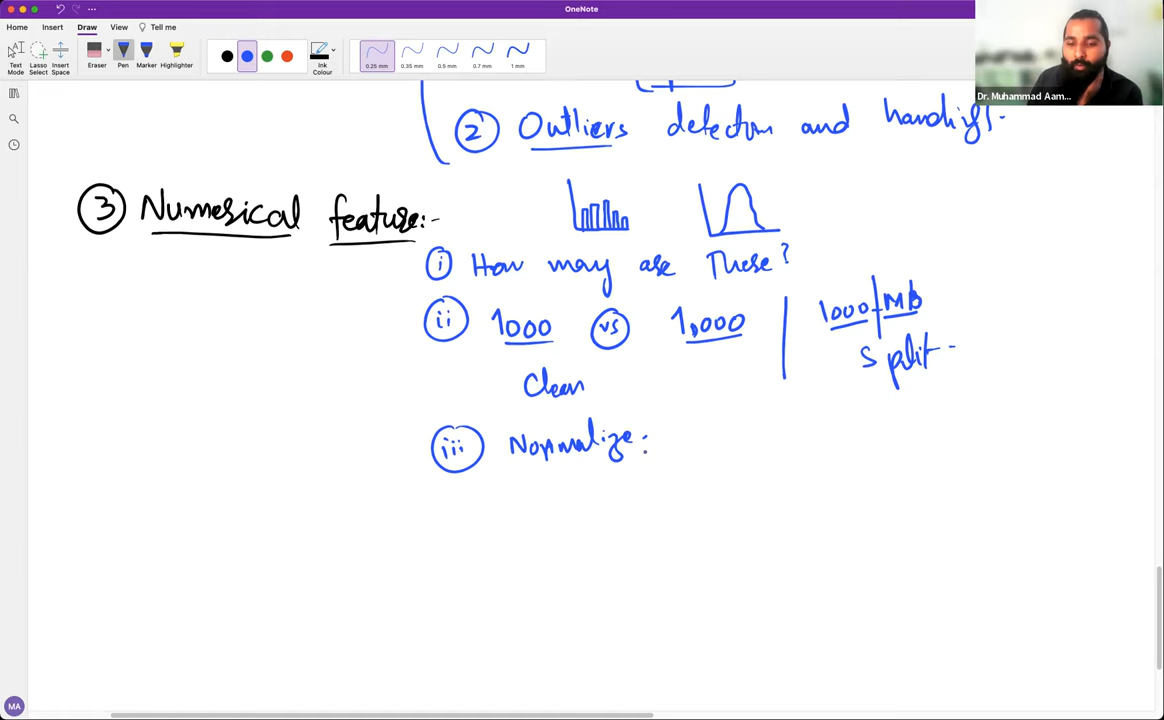 OneNote
Home Insert Draw View Tell me
Text Mode
Lasso Select
Insert Space
Eraser
Pen
Marker
Highlighter
Ink Colour
0.25 mm 0.35 mm 0.5 mm 0.7 mm 1 mm
Dr. Muhammad Aam...
2 Outliers detection and
3 Numerical feature:-
i How may are These?
ii 1000 vs 1,000 1000 MB
Split
Clean
iii Normalize:
MA